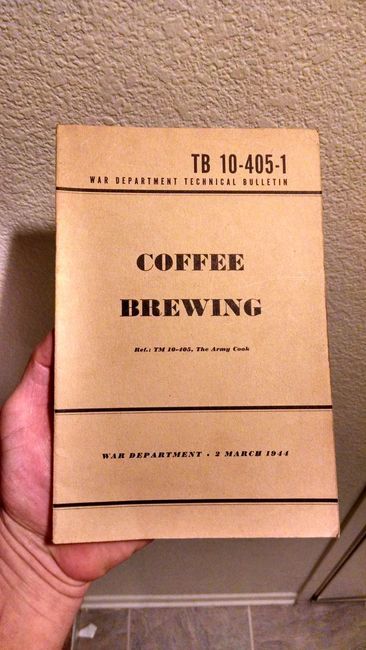 TB 10-405-1
WAR DEPARTMENT TECHNICAL BULLETIN
COFFEE
BREWING
Ref.: TM 10-405, The Army Cook
WAR DEPARTMENT • 2 MARCH 1944